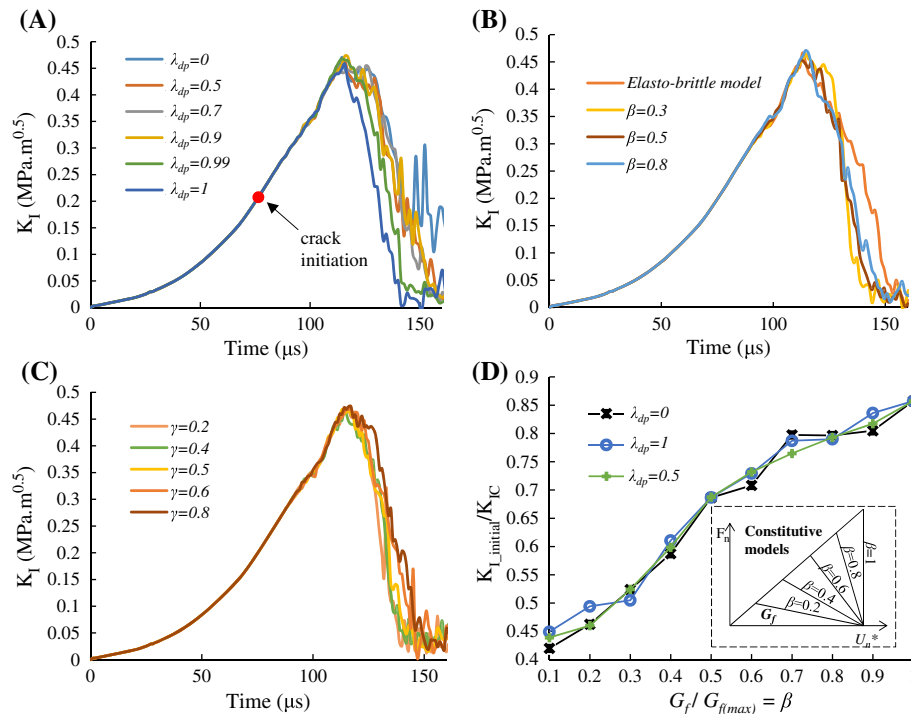 (A)
K_I (MPa.m^0.5)
0.5
0.45
0.4
0.35
0.3
0.25
0.2
0.15
0.1
0.05
0
λ_dp=0
λ_dp=0.5
λ_dp=0.7
λ_dp=0.9
λ_dp=0.99
λ_dp=1
crack
initiation
0 50 100 150
Time (μs)
(B)
K_I (MPa.m^0.5)
0.5
0.45
0.4
0.35
0.3
0.25
0.2
0.15
0.1
0.05
0
Elasto-brittle model
β=0.3
β=0.5
β=0.8
0 50 100 150
Time (μs)
(C)
K_I (MPa.m^0.5)
0.5
0.45
0.4
0.35
0.3
0.25
0.2
0.15
0.1
0.05
0
γ=0.2
γ=0.4
γ=0.5
γ=0.6
γ=0.8
0 50 100 150
Time (μs)
(D)
K_I_initial/K_IC
0.9
0.85
0.8
0.75
0.7
0.65
0.6
0.55
0.5
0.45
0.4
λ_dp=0
λ_dp=1
λ_dp=0.5
F_n
Constitutive
models
β=1
β=0.8
β=0.6
β=0.4
β=0.2
G_f
U_n*
0.1 0.2 0.3 0.4 0.5 0.6 0.7 0.8 0.9 1
G_f / G_f(max) = β